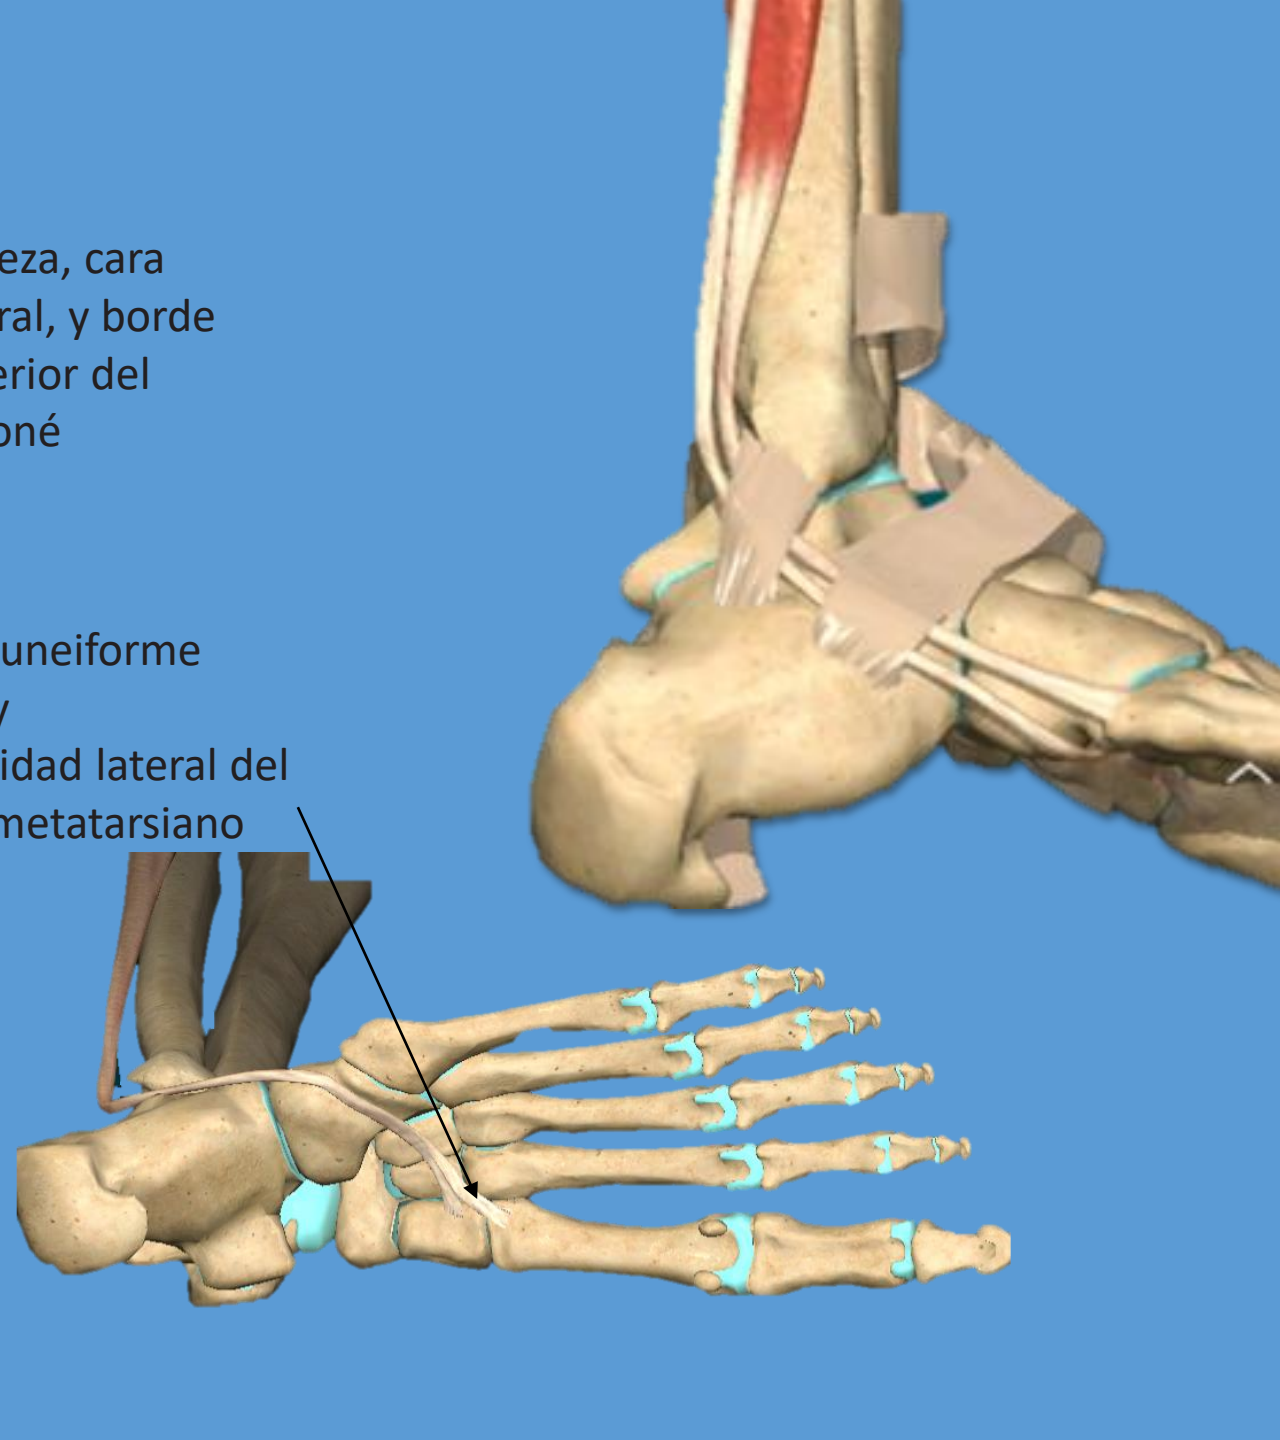 eza, cara
ral, y borde
erior del
oné
uneiforme
y
idad lateral del
metatarsiano